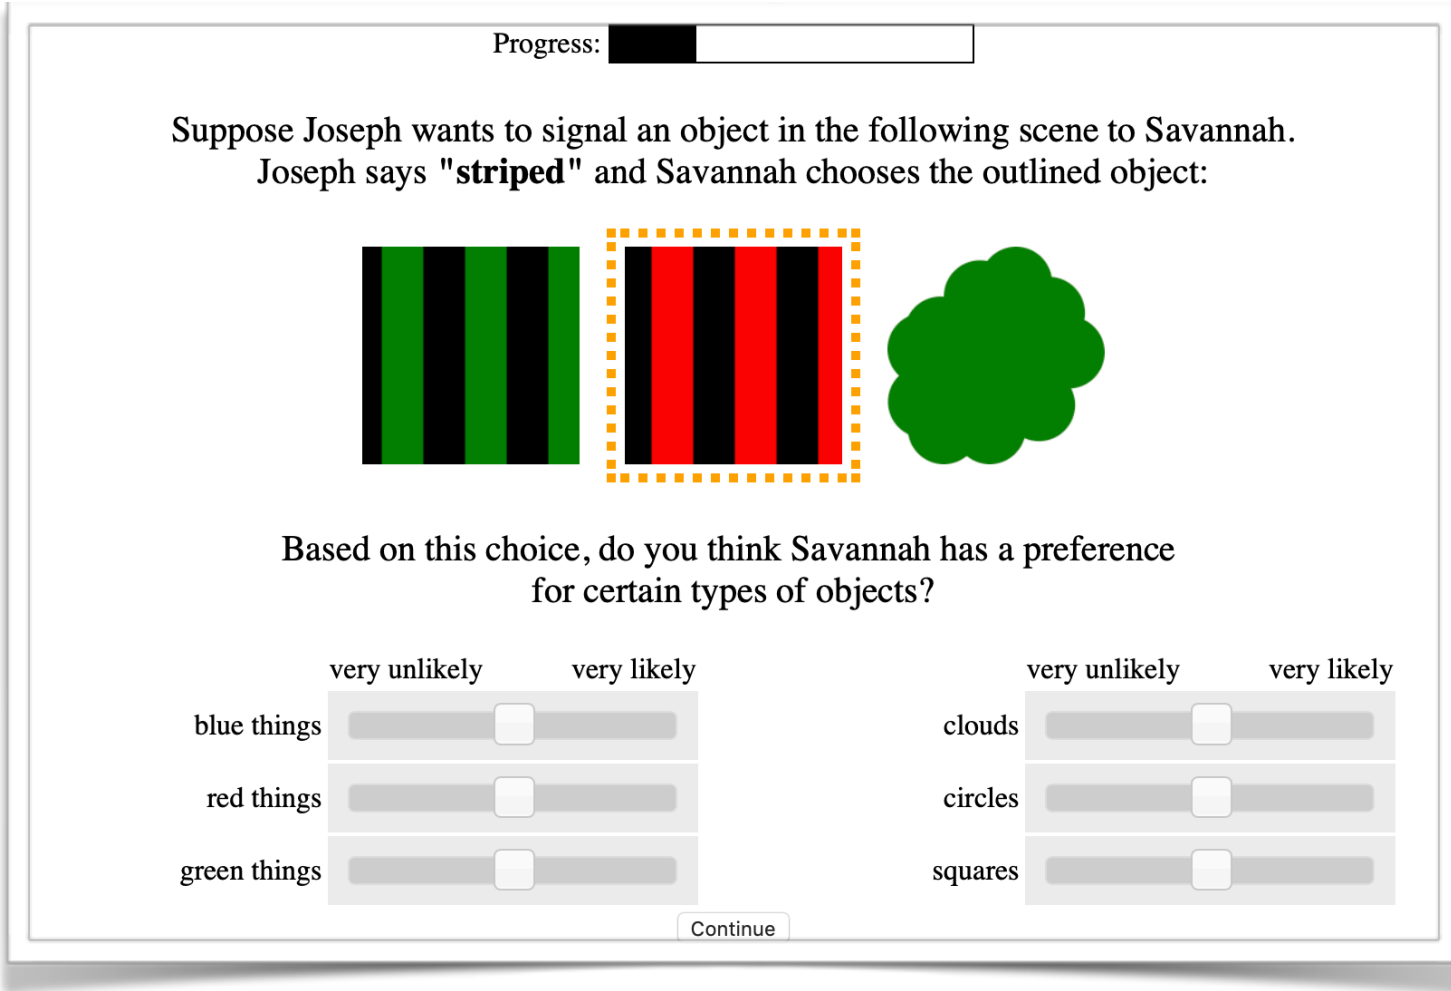 Progress:
Suppose Joseph wants to signal an object in the following scene to Savannah.
Joseph says "striped" and Savannah chooses the outlined object:
Based on this choice, do you think Savannah has a preference
for certain types of objects?
very unlikely very likely
blue things
red things
green things
very unlikely very likely
clouds
circles
squares
Continue